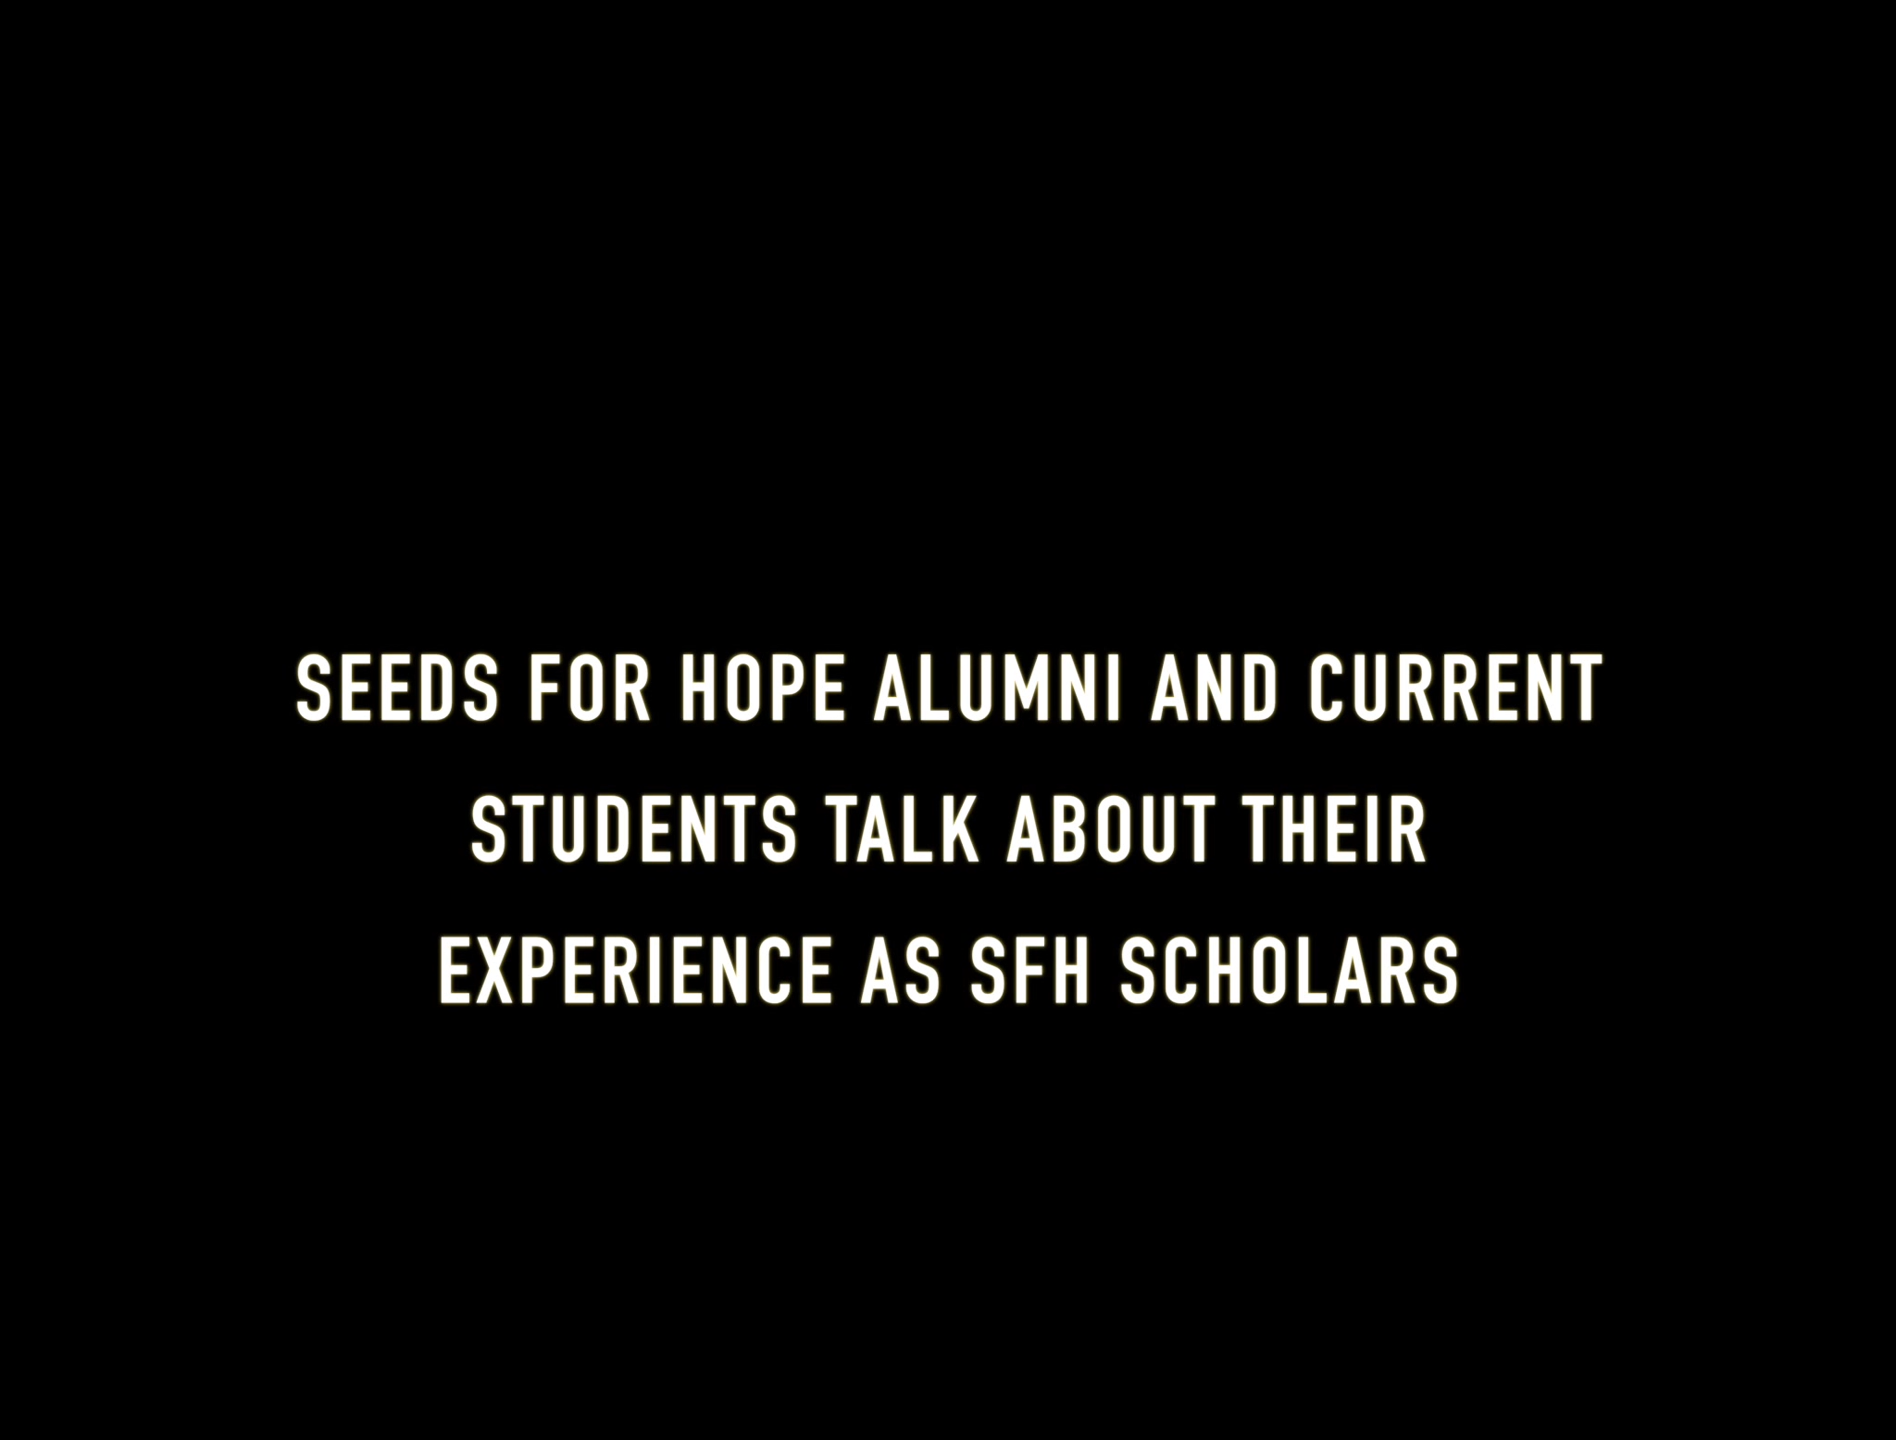 SEEDS FOR HOPE ALUMNI AND CURRENT
STUDENTS TALK ABOUT THEIR
EXPERIENCE AS SFH SCHOLARS